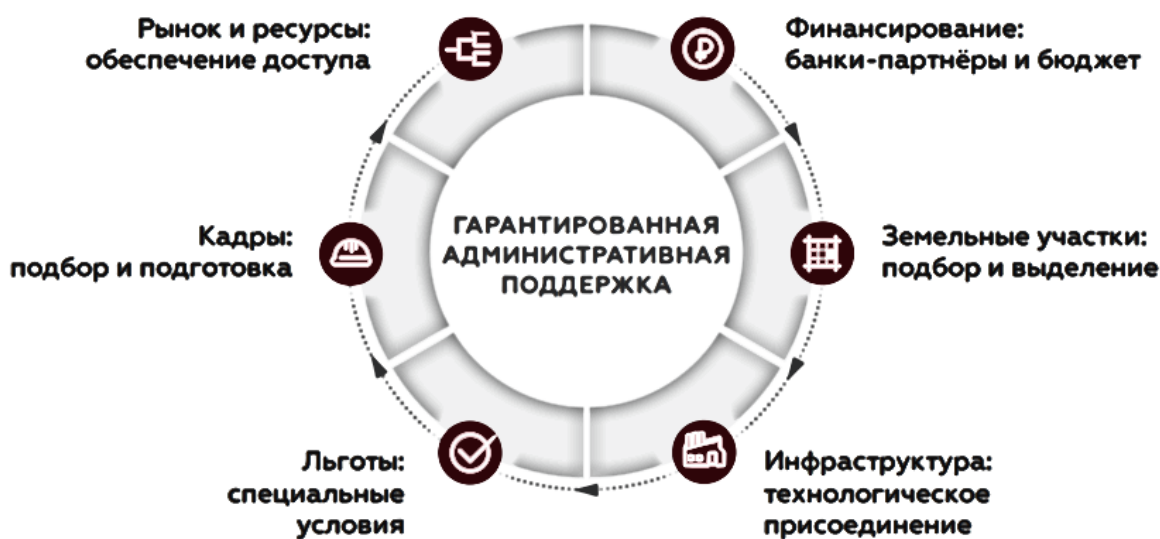 Рынок и ресурсы:
обеспечение доступа
Финансирование:
банки-партнёры и бюджет
ГАРАНТИРОВАННАЯ
АДМИНИСТРАТИВНАЯ
ПОДДЕРЖКА
Кадры:
подбор и подготовка
Земельные участки:
подбор и выделение
Льготы:
специальные
условия
Инфраструктура:
технологическое
присоединение